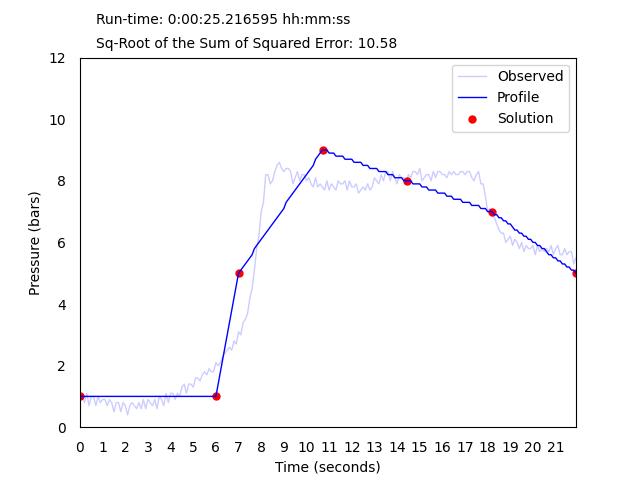 Run-time: 0:00:25.216595 hh:mm:ss
Sq-Root of the Sum of Squared Error: 10.58
12
10
8
6
4
2
0
Pressure (bars)
Observed
Profile
Solution
0 1 2 3 4 5 6 7 8 9 10 11 12 13 14 15 16 17 18 19 20 21
Time (seconds)